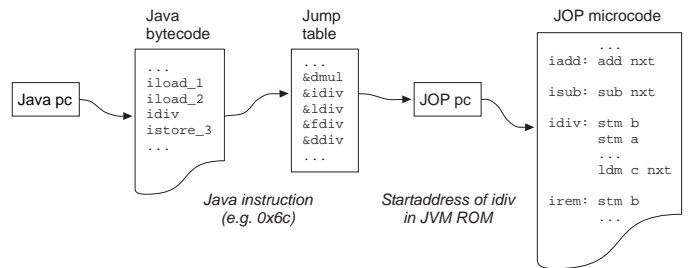 Java
bytecode
Jump
table
JOP microcode
Java pc
...
iload_1
iload_2
idiv
istore_3
...
...
&dmul
&idiv
&ldiv
&fdiv
&ddiv
...
JOP pc
...
iadd: add nxt
isub: sub nxt
idiv: stm b
stm a
...
ldm c nxt
irem: stm b
...
Java instruction
(e.g. 0x6c)
Startaddress of idiv
in JVM ROM